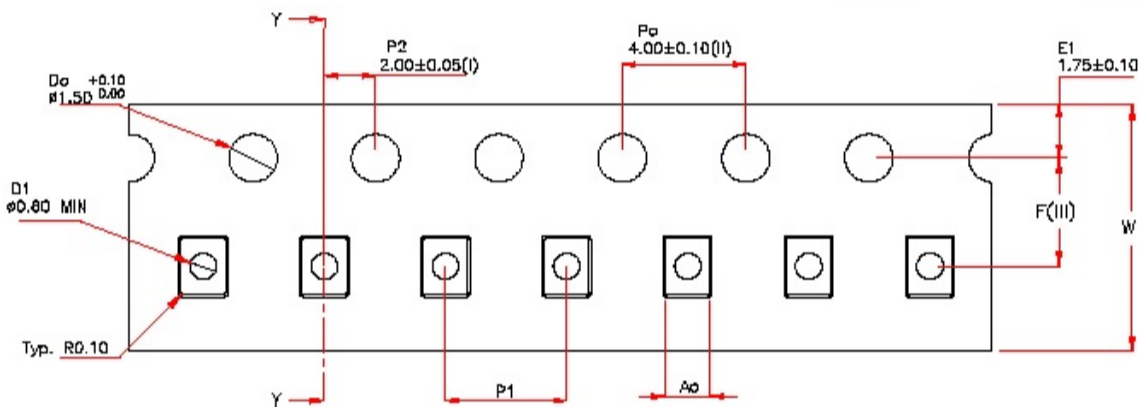 Y
P2
2.00±0.05(I)
Po
4.00±0.10(II)
E1
1.75±0.10
Do +0.10
ø1.50 0.00
D1
ø0.60 MIN
F(III)
W
Typ. R0.10
Y
P1
Ao